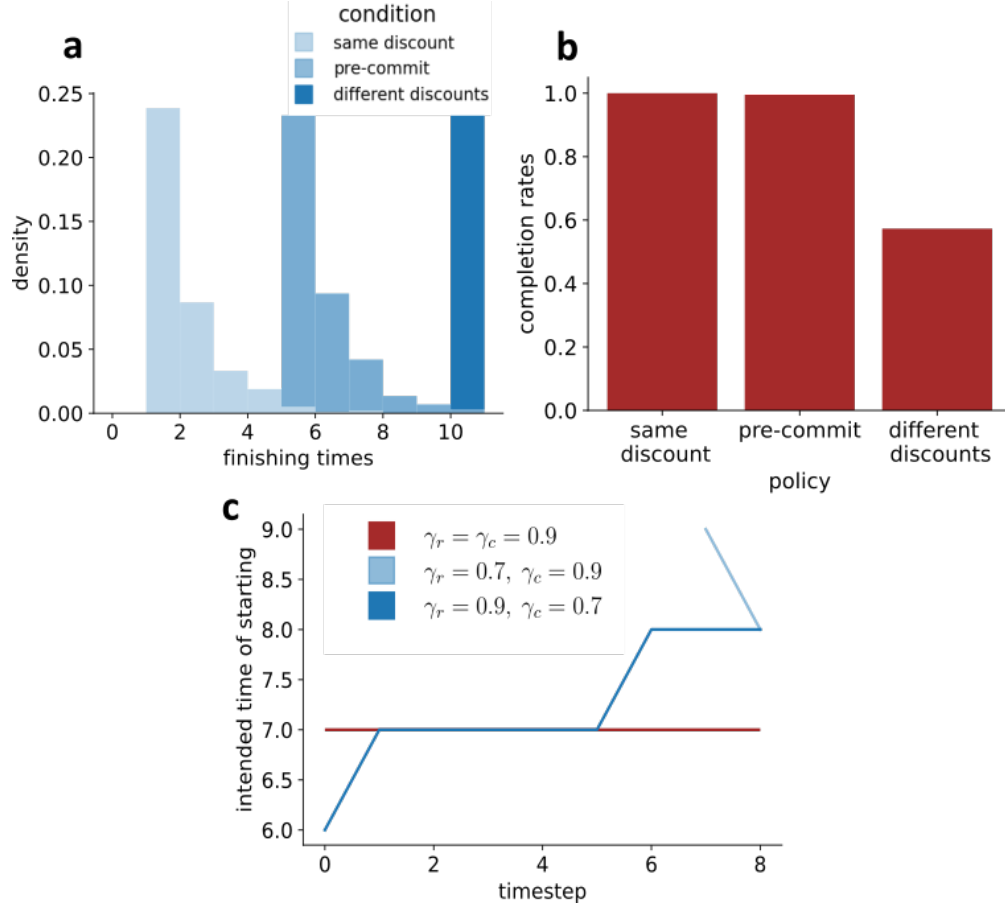 a
condition
same discount
pre-commit
different discounts
0.25
0.20
0.15
0.10
0.05
0.00
density
0 2 4 6 8 10
finishing times
b
1.0
0.8
0.6
0.4
0.2
0.0
completion rates
same discount
pre-commit
different discounts
policy
c
γr = γc = 0.9
γr = 0.7, γc = 0.9
γr = 0.9, γc = 0.7
9.0
8.5
8.0
7.5
7.0
6.5
6.0
intended time of starting
0 2 4 6 8
timestep